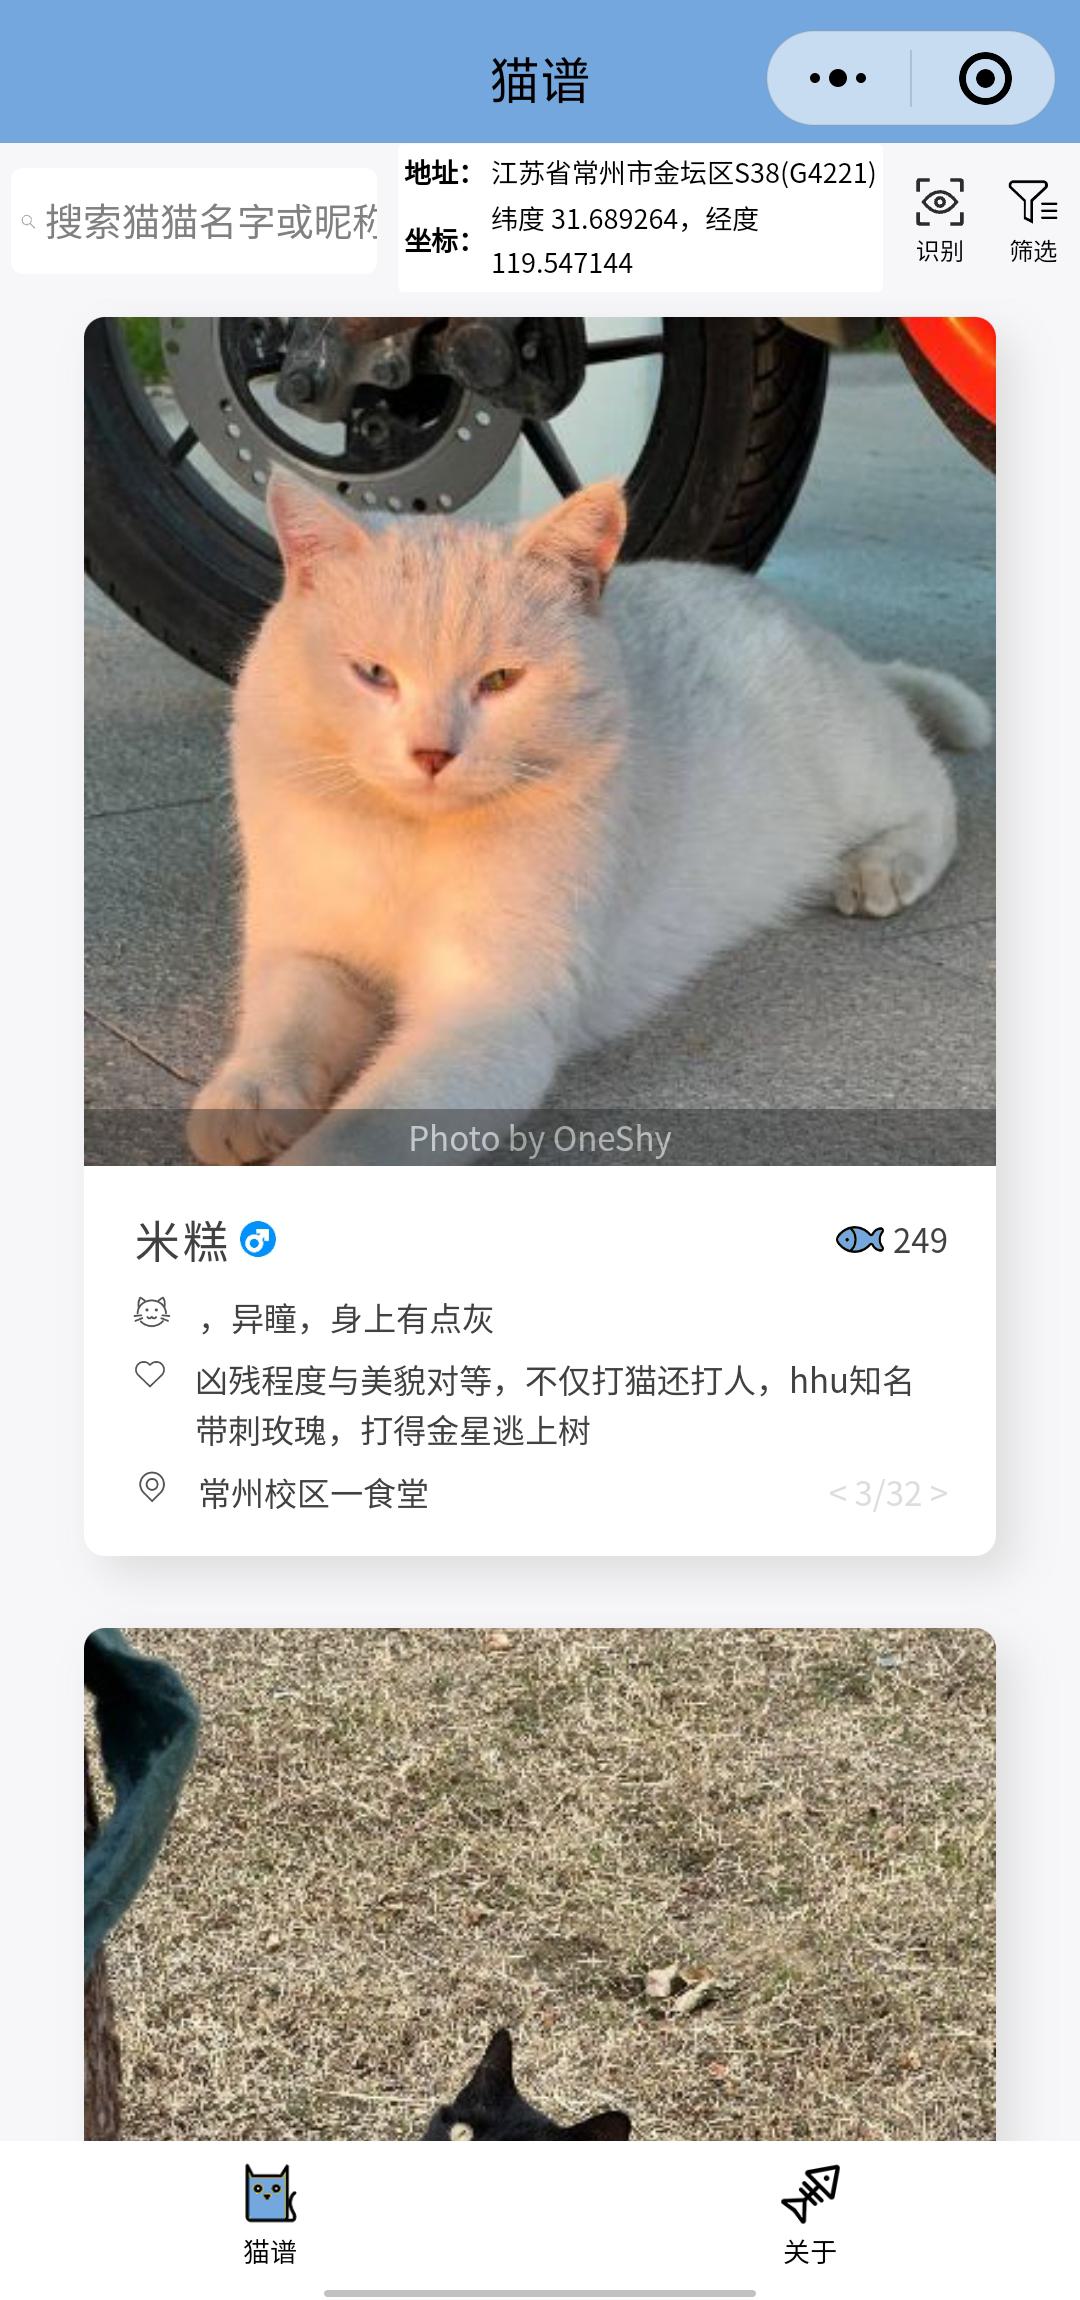 猫谱
搜索猫猫名字或昵称
地址： 江苏省常州市金坛区S38(G4221)
坐标： 纬度 31.689264，经度
119.547144
识别
筛选
Photo by OneShy
米糕
249
，异瞳，身上有点灰
凶残程度与美貌对等，不仅打猫还打人，hhu知名
带刺玫瑰，打得金星逃上树
常州校区一食堂
< 3/32 >
猫谱
关于